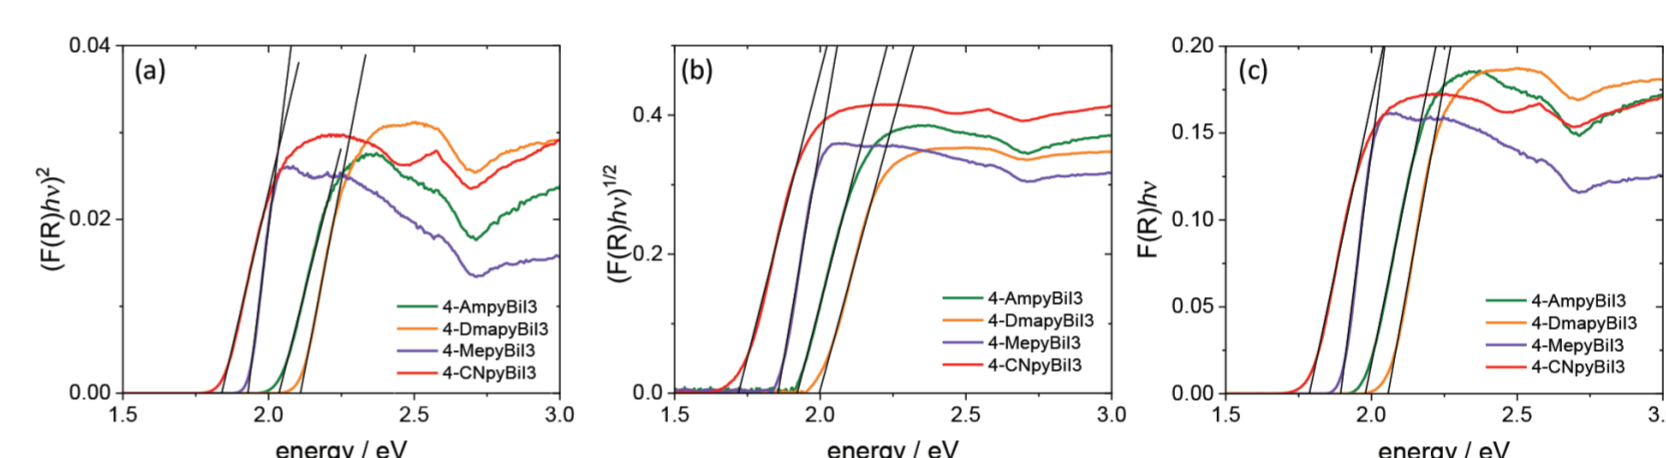 (a)
(F(R)hν)²
0.04
0.02
0.00
1.5 2.0 2.5 3.0
energy / eV
4-AmpyBiI3
4-DmapyBiI3
4-MepyBiI3
4-CNpyBiI3
(b)
(F(R)hν)^1/2
0.4
0.2
0.0
1.5 2.0 2.5 3.0
energy / eV
4-AmpyBiI3
4-DmapyBiI3
4-MepyBiI3
4-CNpyBiI3
(c)
F(R)hν
0.20
0.15
0.10
0.05
0.00
1.5 2.0 2.5 3.
energy / eV
4-AmpyBiI3
4-DmapyBiI3
4-MepyBiI3
4-CNpyBiI3